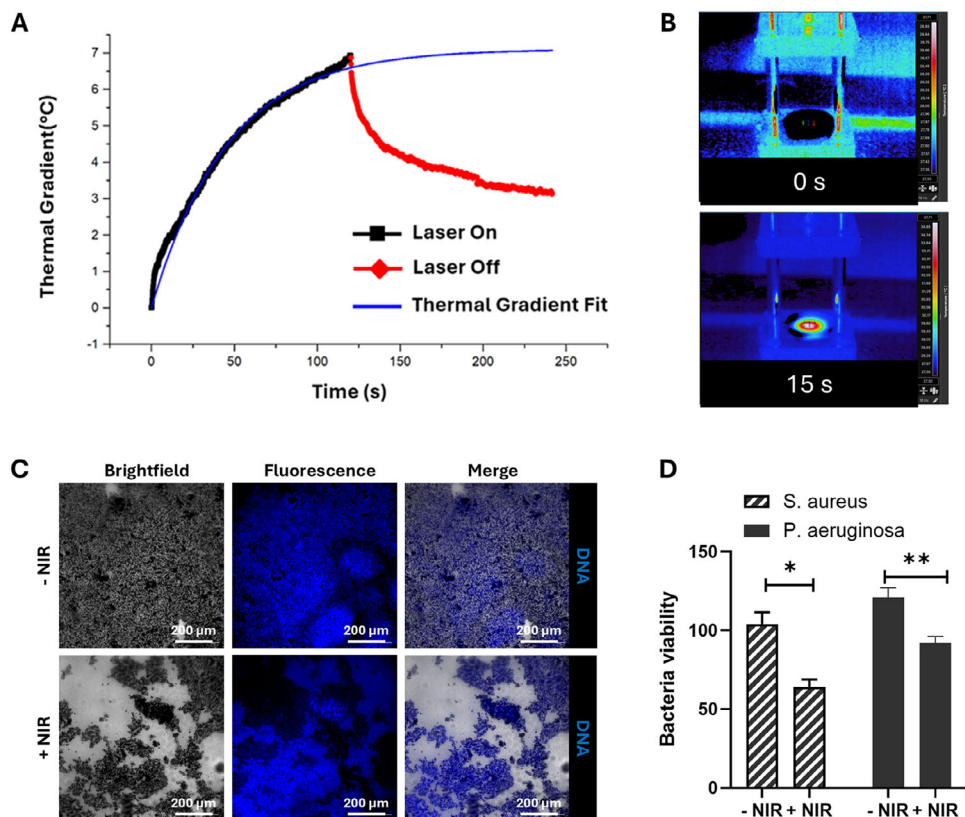 A
Thermal Gradient(°C)
7
6
5
4
3
2
1
0
-1
0
50
100
150
200
250
Time (s)
Laser On
Laser Off
Thermal Gradient Fit
B
0 s
15 s
C
Brightfield
Fluorescence
Merge
- NIR
200 µm
200 µm
200 µm
DNA
+ NIR
200 µm
200 µm
200 µm
DNA
D
S. aureus
P. aeruginosa
Bacteria viability
150
100
50
0
*
**
- NIR + NIR
- NIR + NIR